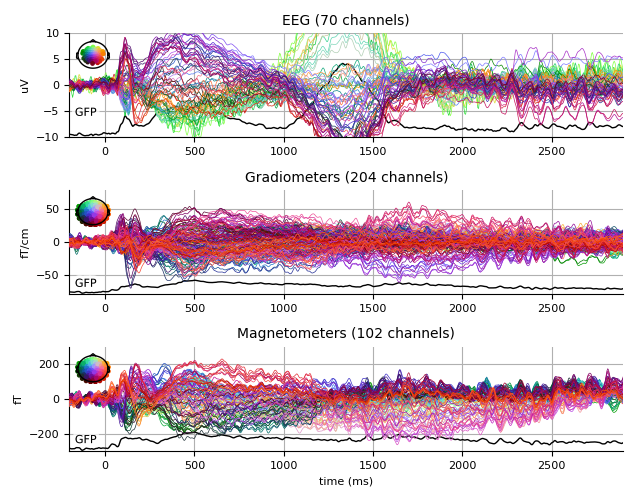 EEG (70 channels)
10
5
0
−5
−10
uV
GFP
0 500 1000 1500 2000 2500
Gradiometers (204 channels)
50
0
−50
fT/cm
GFP
0 500 1000 1500 2000 2500
Magnetometers (102 channels)
200
0
−200
fT
GFP
0 500 1000 1500 2000 2500
time (ms)